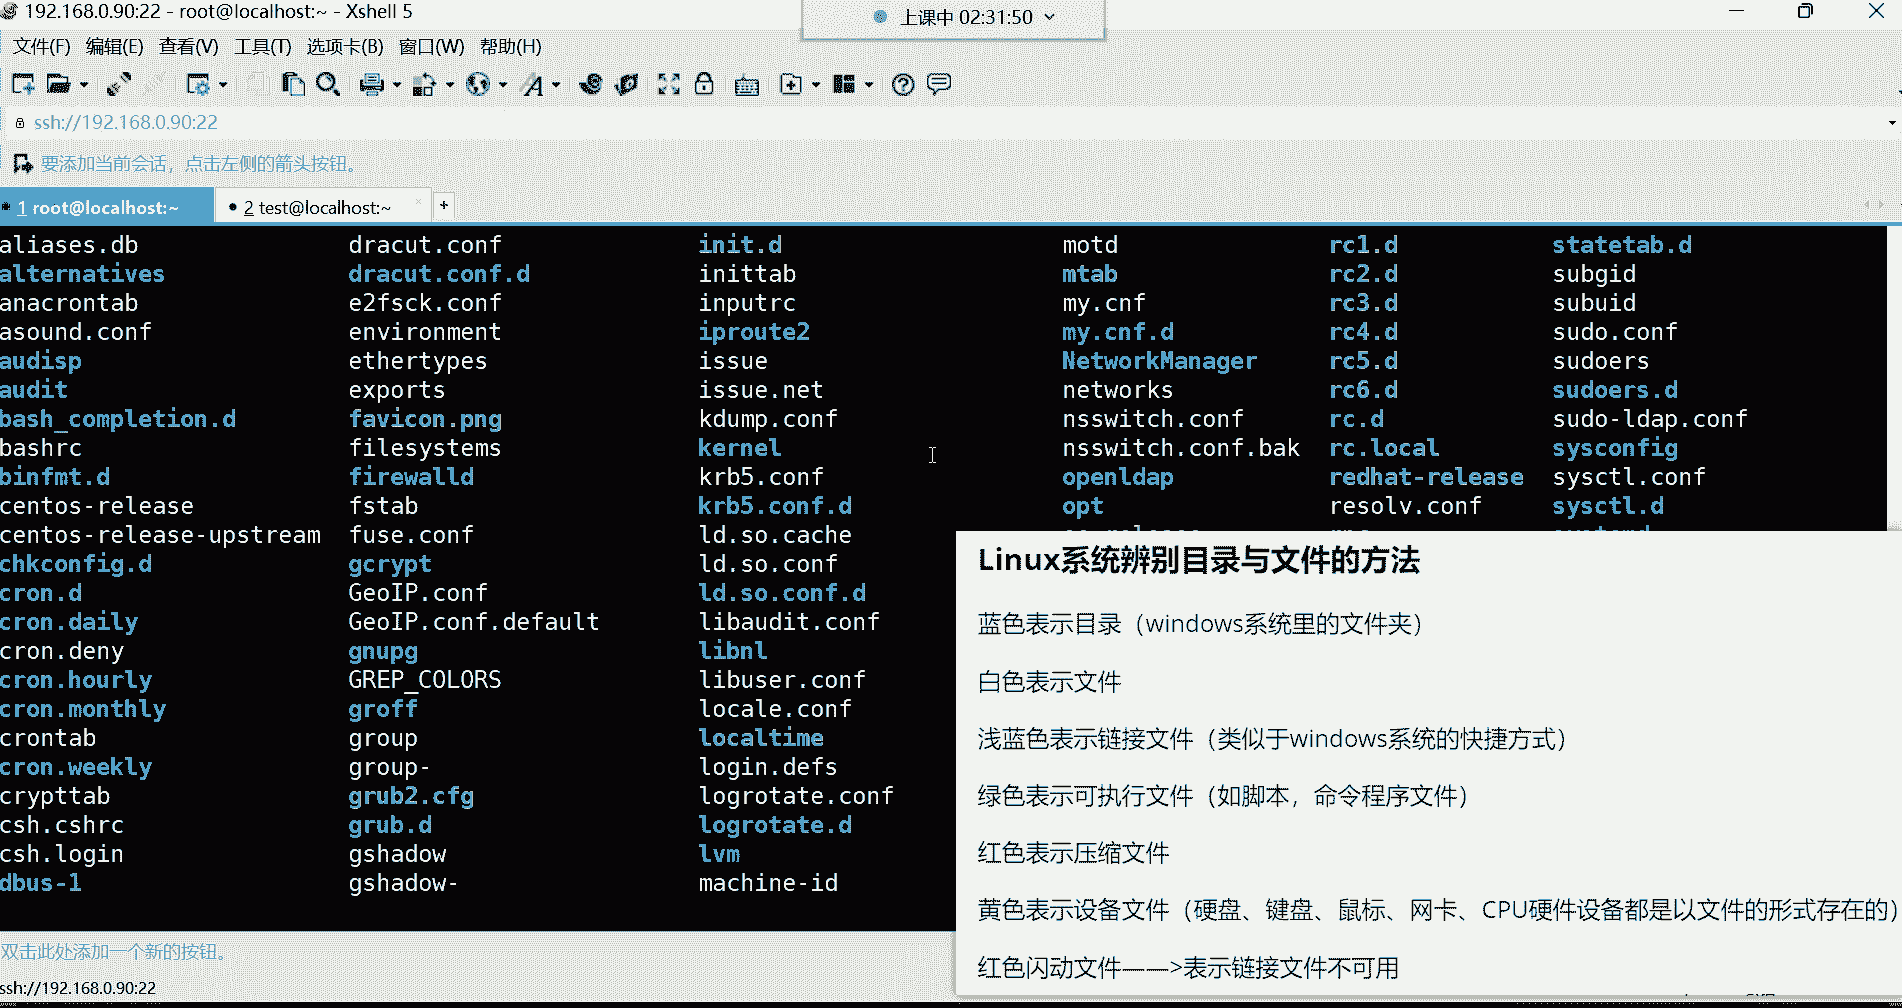 192.168.0.90:22 - root@localhost:~ - Xshell 5
上课中 02:31:50
文件(F) 编辑(E) 查看(V) 工具(T) 选项卡(B) 窗口(W) 帮助(H)
ssh://192.168.0.90:22
要添加当前会话，点击左侧的箭头按钮。
1 root@localhost:~ 2 test@localhost:~ +
aliases.db dracut.conf init.d motd rc1.d statetab.d
alternatives dracut.conf.d inittab mtab rc2.d subgid
anacrontab e2fsck.conf inputrc my.cnf rc3.d subuid
asound.conf environment iproute2 my.cnf.d rc4.d sudo.conf
audisp ethertypes issue NetworkManager rc5.d sudoers
audit exports issue.net networks rc6.d sudoers.d
bash_completion.d favicon.png kdump.conf nsswitch.conf rc.d sudo-ldap.conf
bashrc filesystems kernel nsswitch.conf.bak rc.local sysconfig
binfmt.d firewalld krb5.conf openldap redhat-release sysctl.conf
centos-release fstab krb5.conf.d opt resolv.conf sysctl.d
centos-release-upstream fuse.conf ld.so.cache
chkconfig.d gcrypt ld.so.conf
cron.d GeoIP.conf ld.so.conf.d
cron.daily GeoIP.conf.default libaudit.conf
cron.deny gnupg libnl
cron.hourly GREP_COLORS libuser.conf
cron.monthly groff locale.conf
crontab group localtime
cron.weekly group- login.defs
crypttab grub2.cfg logrotate.conf
csh.cshrc grub.d logrotate.d
csh.login gshadow lvm
dbus-1 gshadow- machine-id
Linux系统辨别目录与文件的方法
蓝色表示目录（windows系统里的文件夹）
白色表示文件
浅蓝色表示链接文件（类似于windows系统的快捷方式）
绿色表示可执行文件（如脚本，命令程序文件）
红色表示压缩文件
黄色表示设备文件（硬盘、键盘、鼠标、网卡、CPU硬件设备都是以文件的形式存在的）
红色闪动文件——>表示链接文件不可用
双击此处添加一个新的按钮。
ssh://192.168.0.90:22